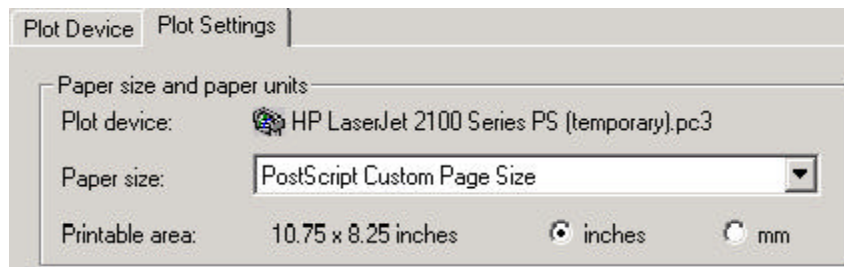 Plot Device Plot Settings
Paper size and paper units
Plot device: HP LaserJet 2100 Series PS (temporary).pc3
Paper size: PostScript Custom Page Size
Printable area: 10.75 x 8.25 inches inches mm